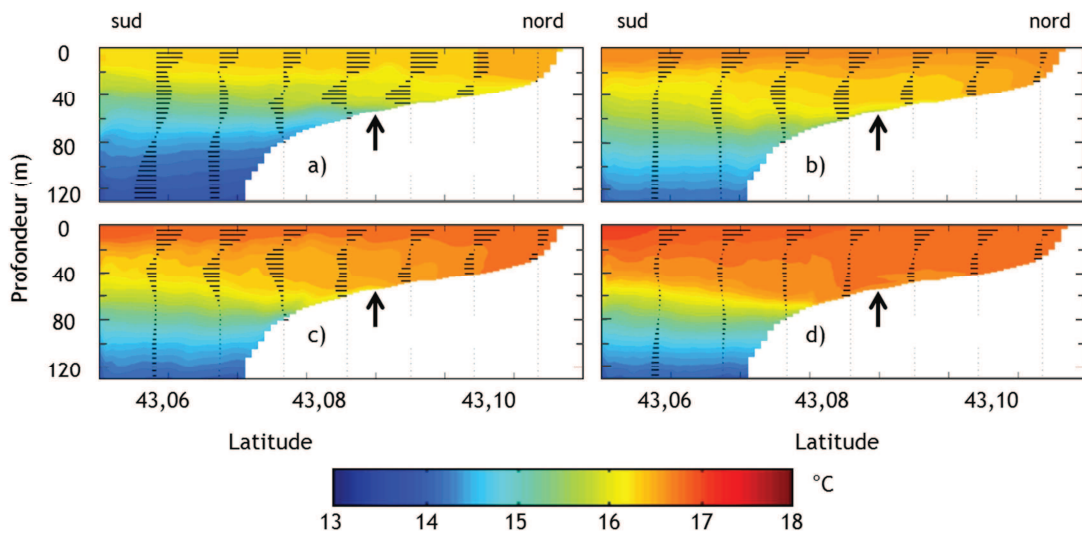 sud nord sud nord
0
40
80
120
a) b)
Profondeur (m)
0
40
80
120
c) d)
43,06 43,08 43,10 43,06 43,08 43,10
Latitude Latitude
°C
13 14 15 16 17 18